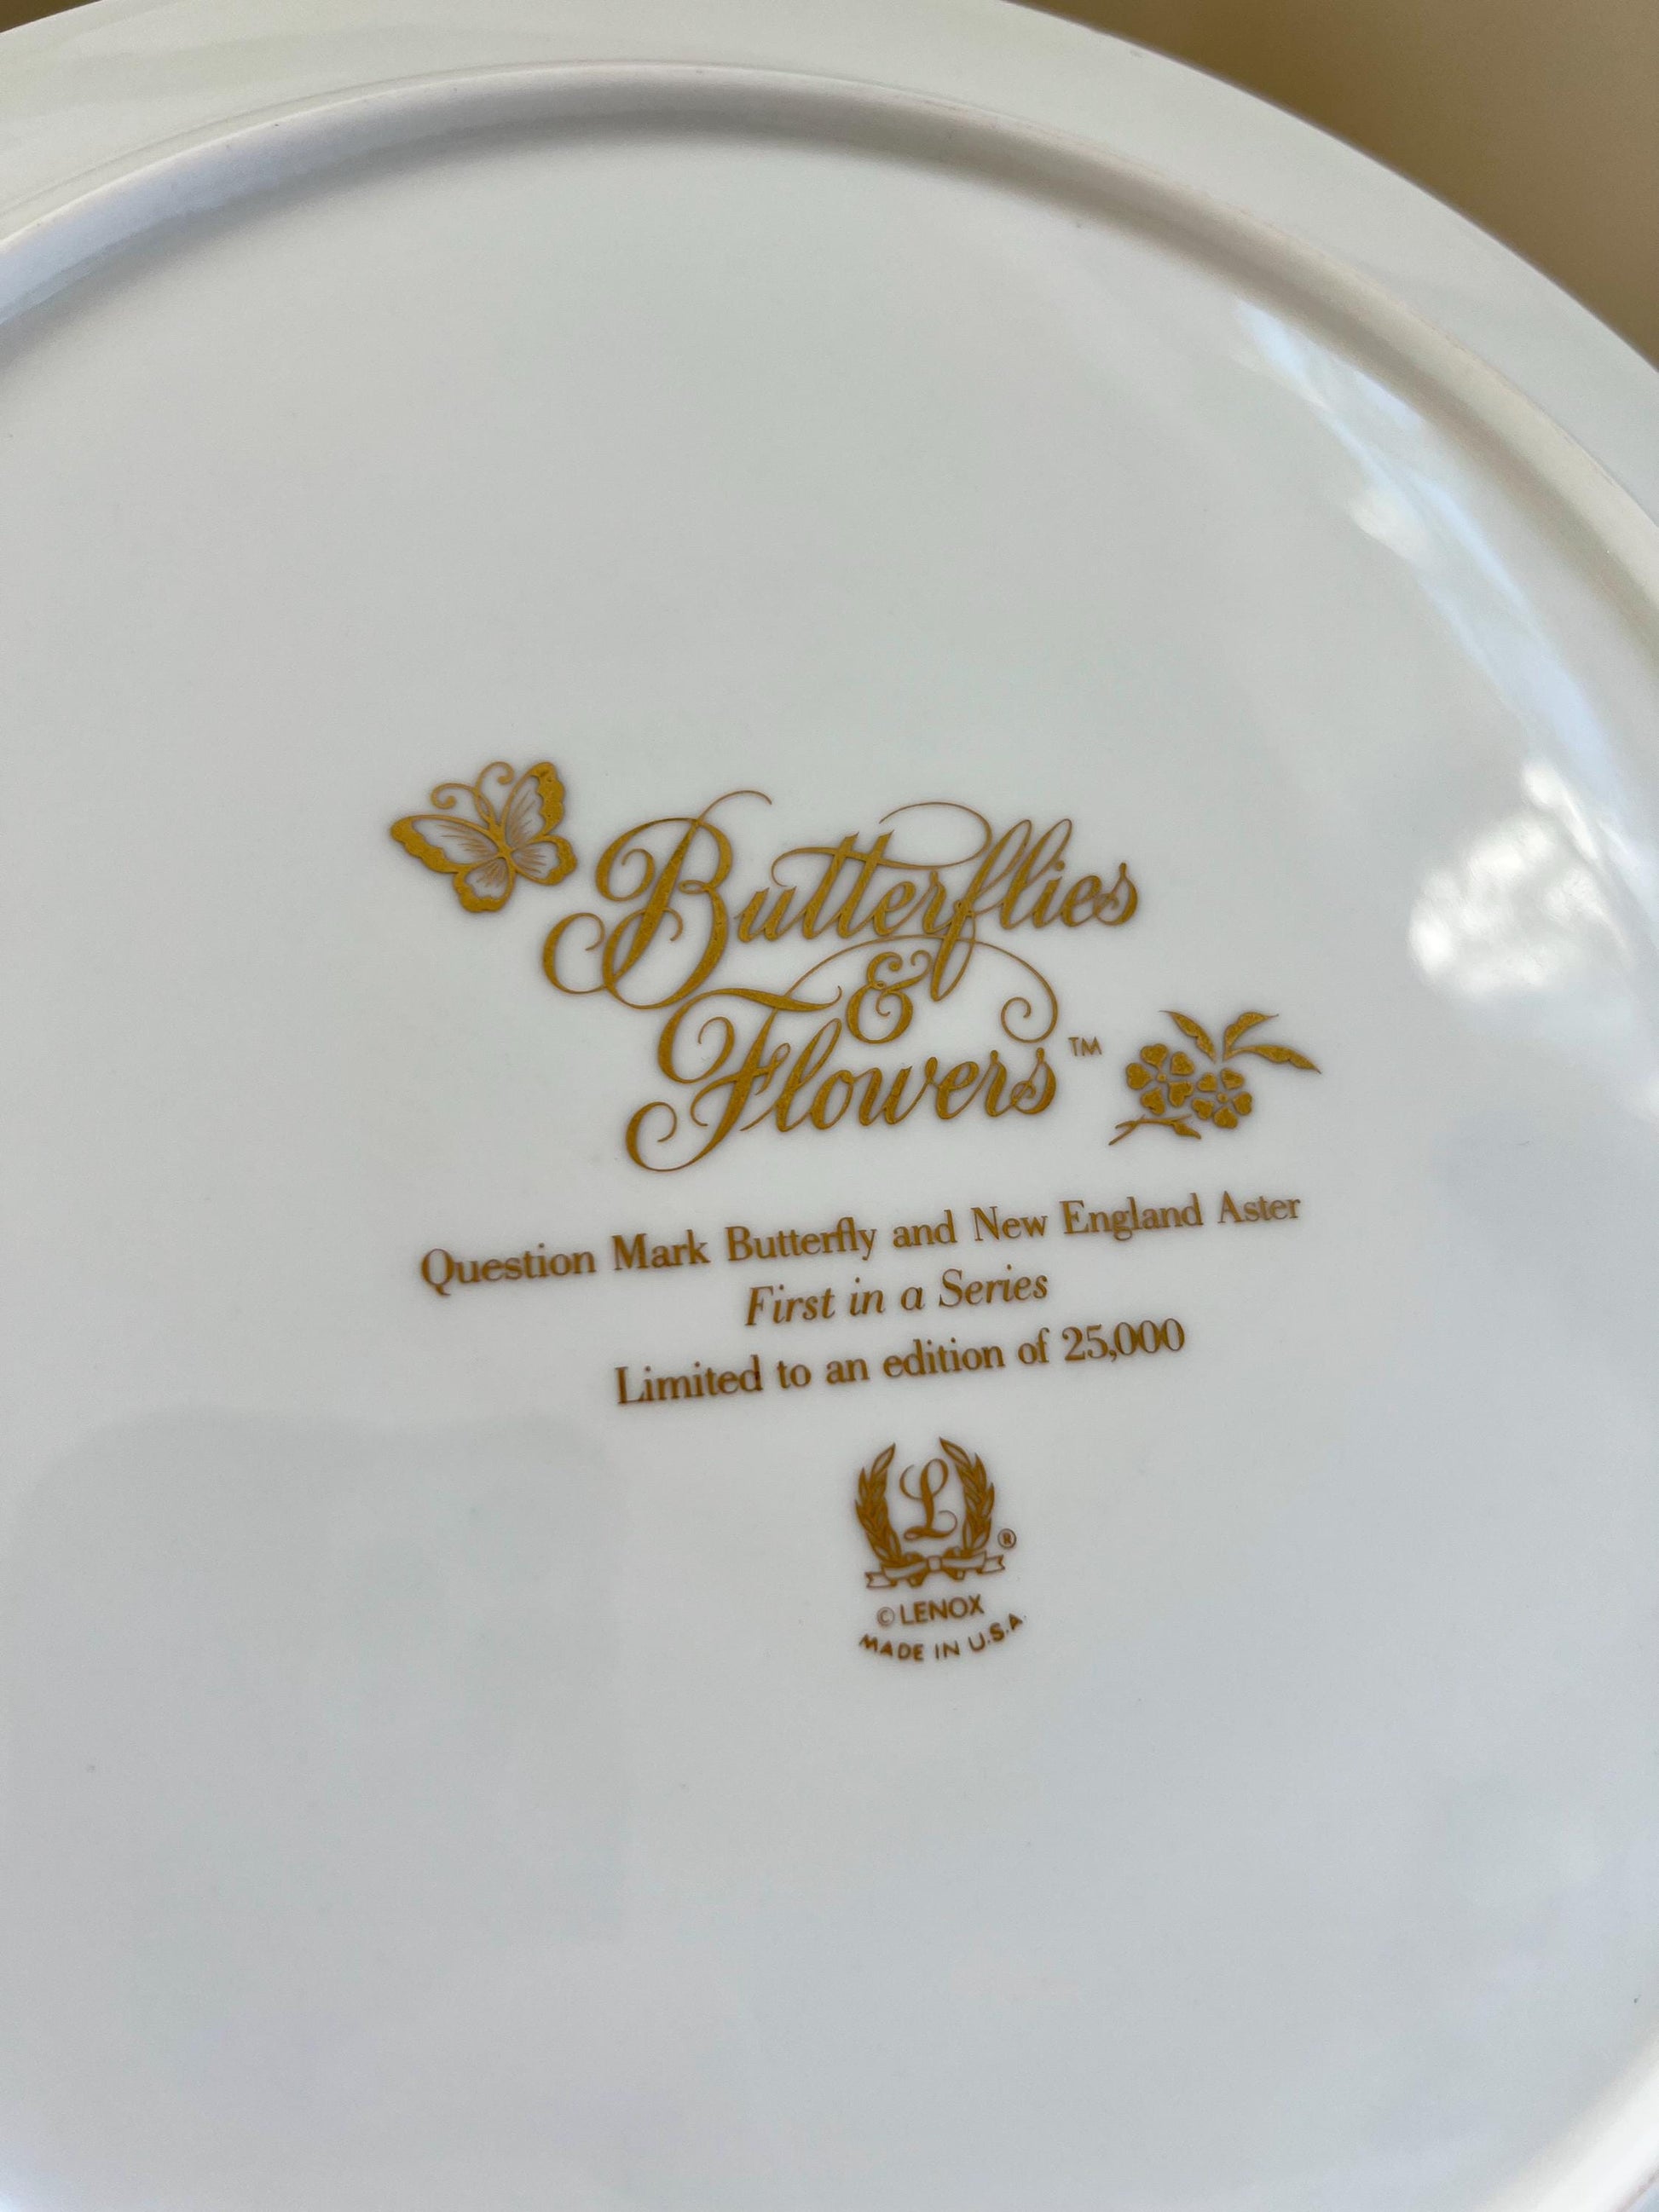 Butterflies
&
Flowers™
Question Mark Butterfly and New England Aster
First in a Series
Limited to an edition of 25,000
L
®
© LENOX
MADE IN U.S.A.